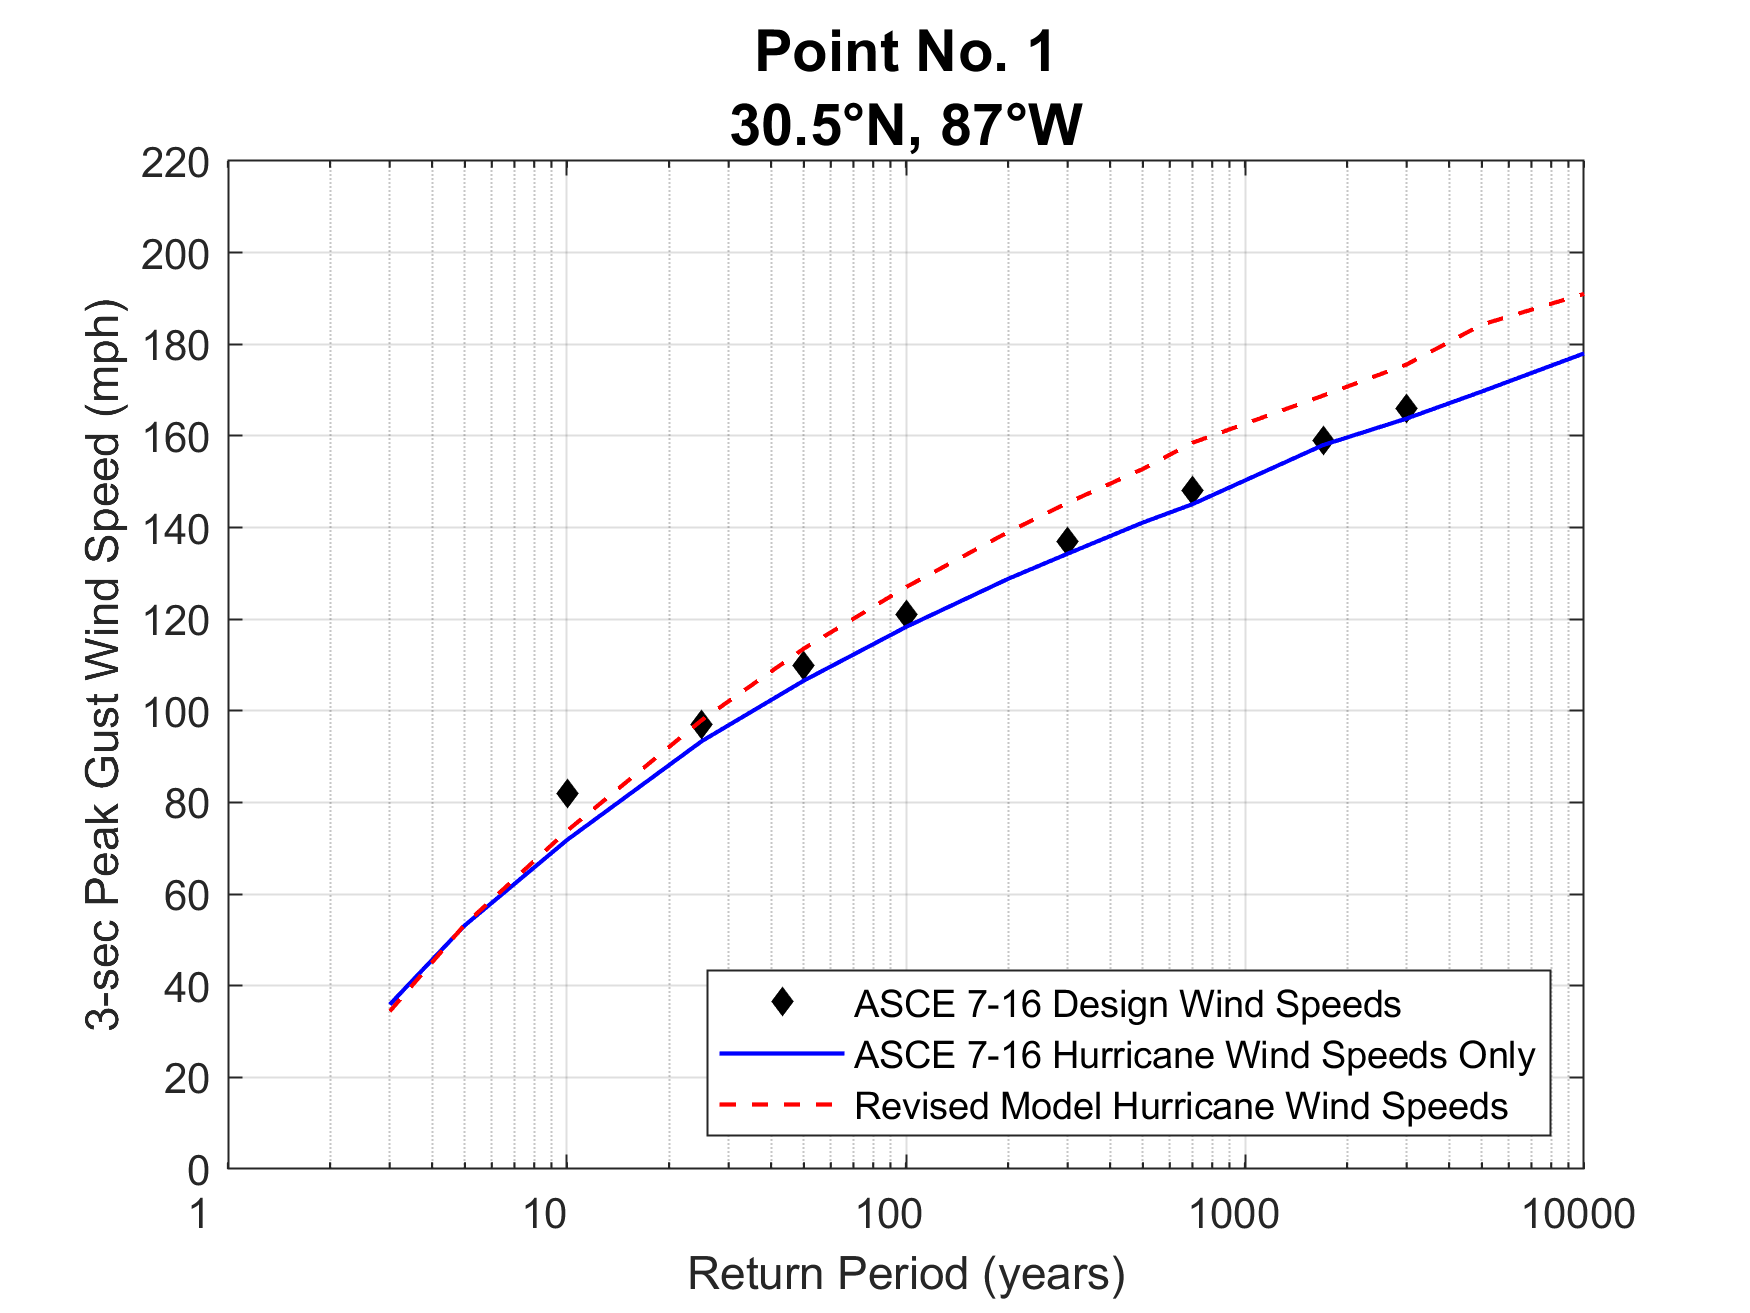 Point No. 1
30.5°N, 87°W
220
200
180
160
140
120
100
80
60
40
20
0
3-sec Peak Gust Wind Speed (mph)
ASCE 7-16 Design Wind Speeds
ASCE 7-16 Hurricane Wind Speeds Only
Revised Model Hurricane Wind Speeds
1 10 100 1000 10000
Return Period (years)